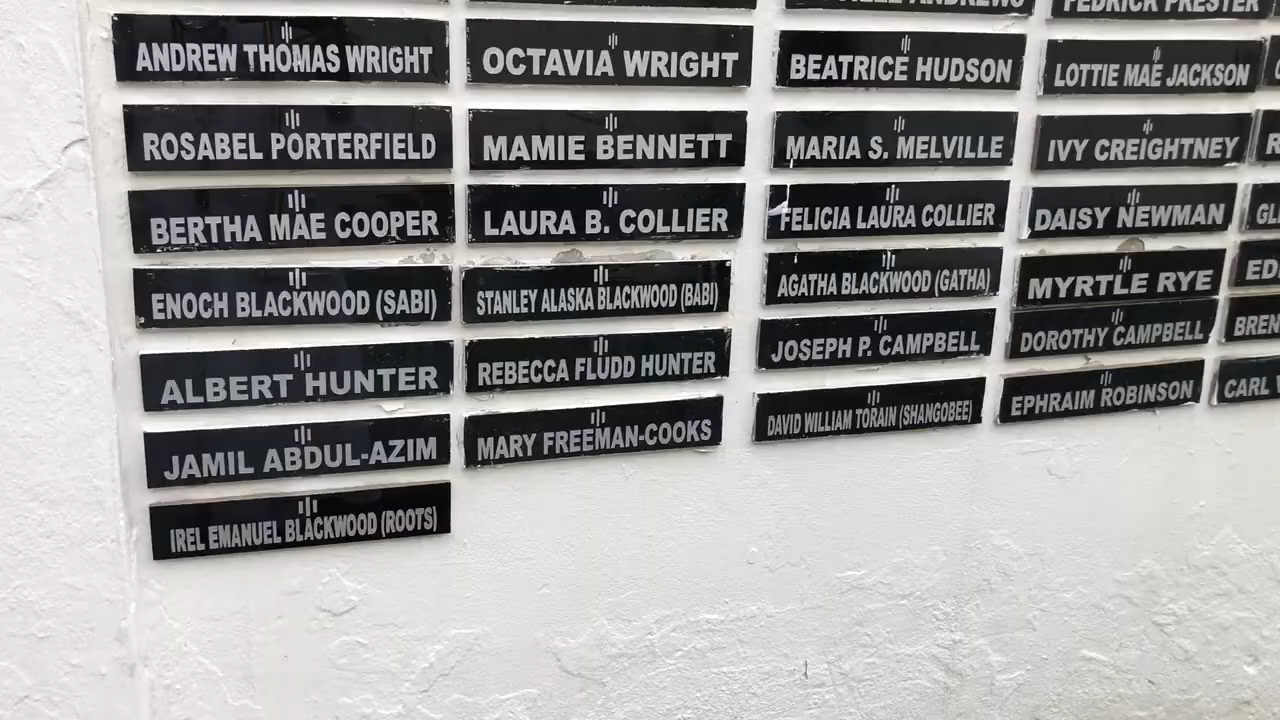 ANDREWS
FEDRICK PRESTER
ANDREW THOMAS WRIGHT
OCTAVIA WRIGHT
BEATRICE HUDSON
LOTTIE MAE JACKSON
ROSABEL PORTERFIELD
MAMIE BENNETT
MARIA S. MELVILLE
IVY CREIGHTNEY
BERTHA MAE COOPER
LAURA B. COLLIER
FELICIA LAURA COLLIER
DAISY NEWMAN
ENOCH BLACKWOOD (SABI)
STANLEY ALASKA BLACKWOOD (BABI)
AGATHA BLACKWOOD (GATHA)
MYRTLE RYE
ALBERT HUNTER
REBECCA FLUDD HUNTER
JOSEPH P. CAMPBELL
DOROTHY CAMPBELL
JAMIL ABDUL-AZIM
MARY FREEMAN-COOKS
DAVID WILLIAM TORAIN (SHANGOBEE)
EPHRAIM ROBINSON
CARL
IREL EMANUEL BLACKWOOD (ROOTS)